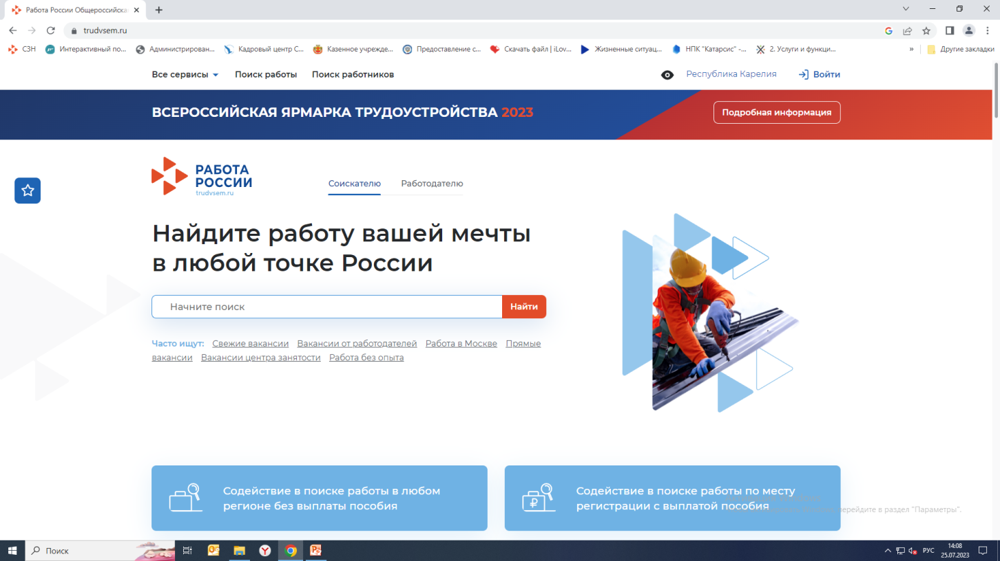 Работа России Общероссийска
trudvsem.ru
СЗН
Интерактивный по...
Администрирован...
Кадровый центр С...
Казенное учрежде...
Предоставление с...
Скачать файл | iLov...
Жизненные ситуац...
НПК "Катарсис" -...
2. Услуги и функци...
»
Другие закладки
Все сервисы
Поиск работы
Поиск работников
Республика Карелия
Войти
ВСЕРОССИЙСКАЯ ЯРМАРКА ТРУДОУСТРОЙСТВА 2023
Подробная информация
РАБОТА
РОССИИ
trudvsem.ru
Соискателю
Работодателю
Найдите работу вашей мечты
в любой точке России
Начните поиск
Найти
Часто ищут: Свежие вакансии Вакансии от работодателей Работа в Москве Прямые
вакансии Вакансии центра занятости Работа без опыта
Содействие в поиске работы в любом
регионе без выплаты пособия
Содействие в поиске работы по месту
регистрации с выплатой пособия
перейдите в раздел "Параметры".
Поиск
РУС
14:08
25.07.2023